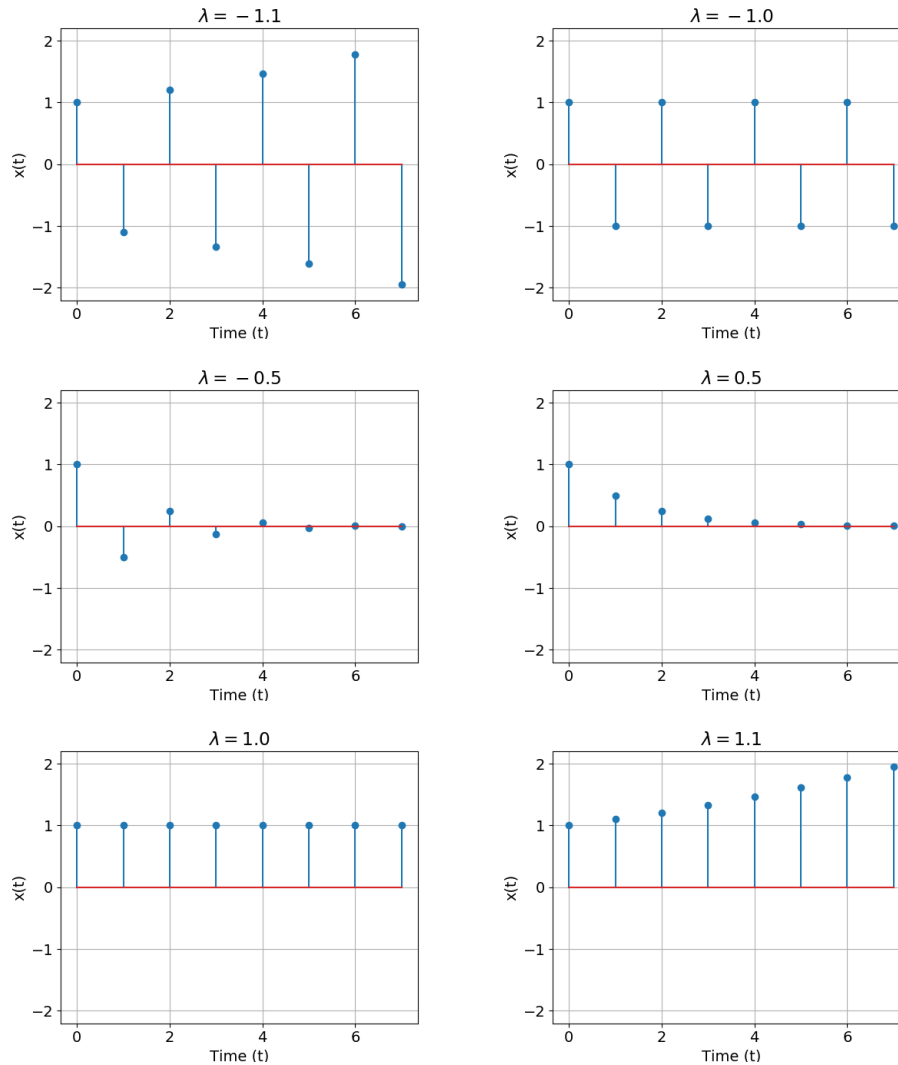 λ = −1.1
2
1
0
−1
−2
x(t)
0 2 4 6
Time (t)
λ = −1.0
2
1
0
−1
−2
x(t)
0 2 4 6
Time (t)
λ = −0.5
2
1
0
−1
−2
x(t)
0 2 4 6
Time (t)
λ = 0.5
2
1
0
−1
−2
x(t)
0 2 4 6
Time (t)
λ = 1.0
2
1
0
−1
−2
x(t)
0 2 4 6
Time (t)
λ = 1.1
2
1
0
−1
−2
x(t)
0 2 4 6
Time (t)